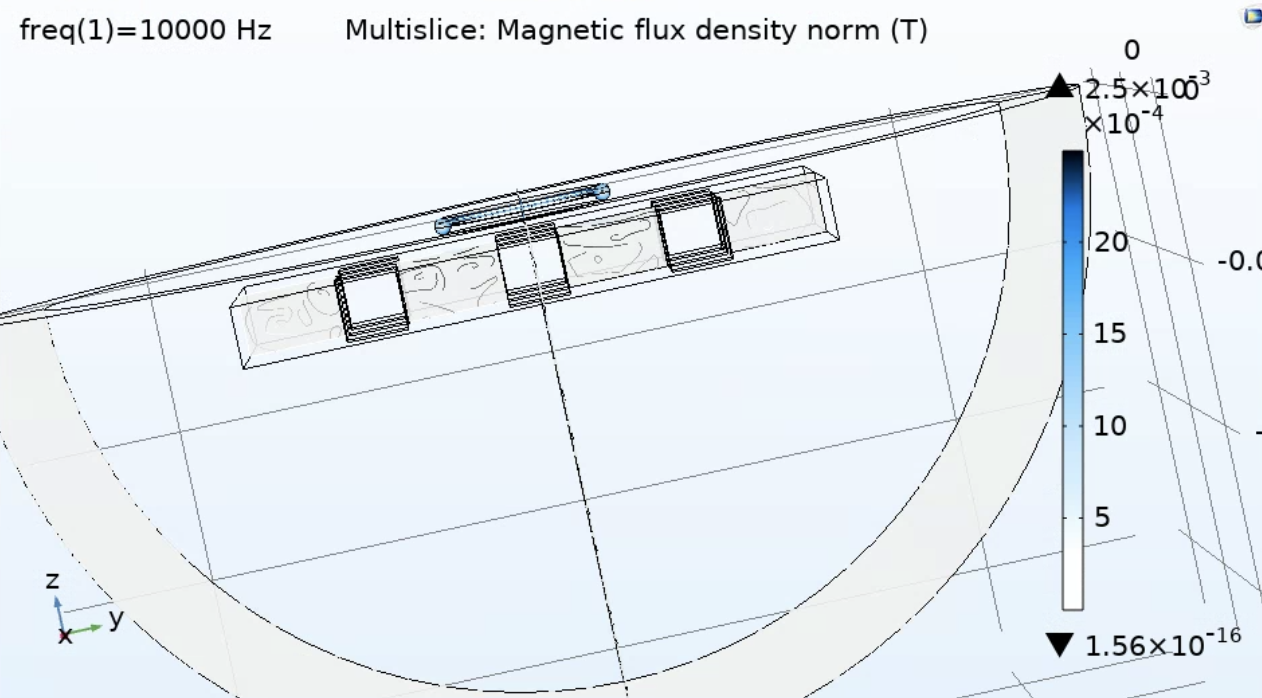 freq(1)=10000 Hz Multislice: Magnetic flux density norm (T)
0
2.5×10⁻³
0
×10⁻⁴
20
-0.0
15
10
5
z
y
x
1.56×10⁻¹⁶